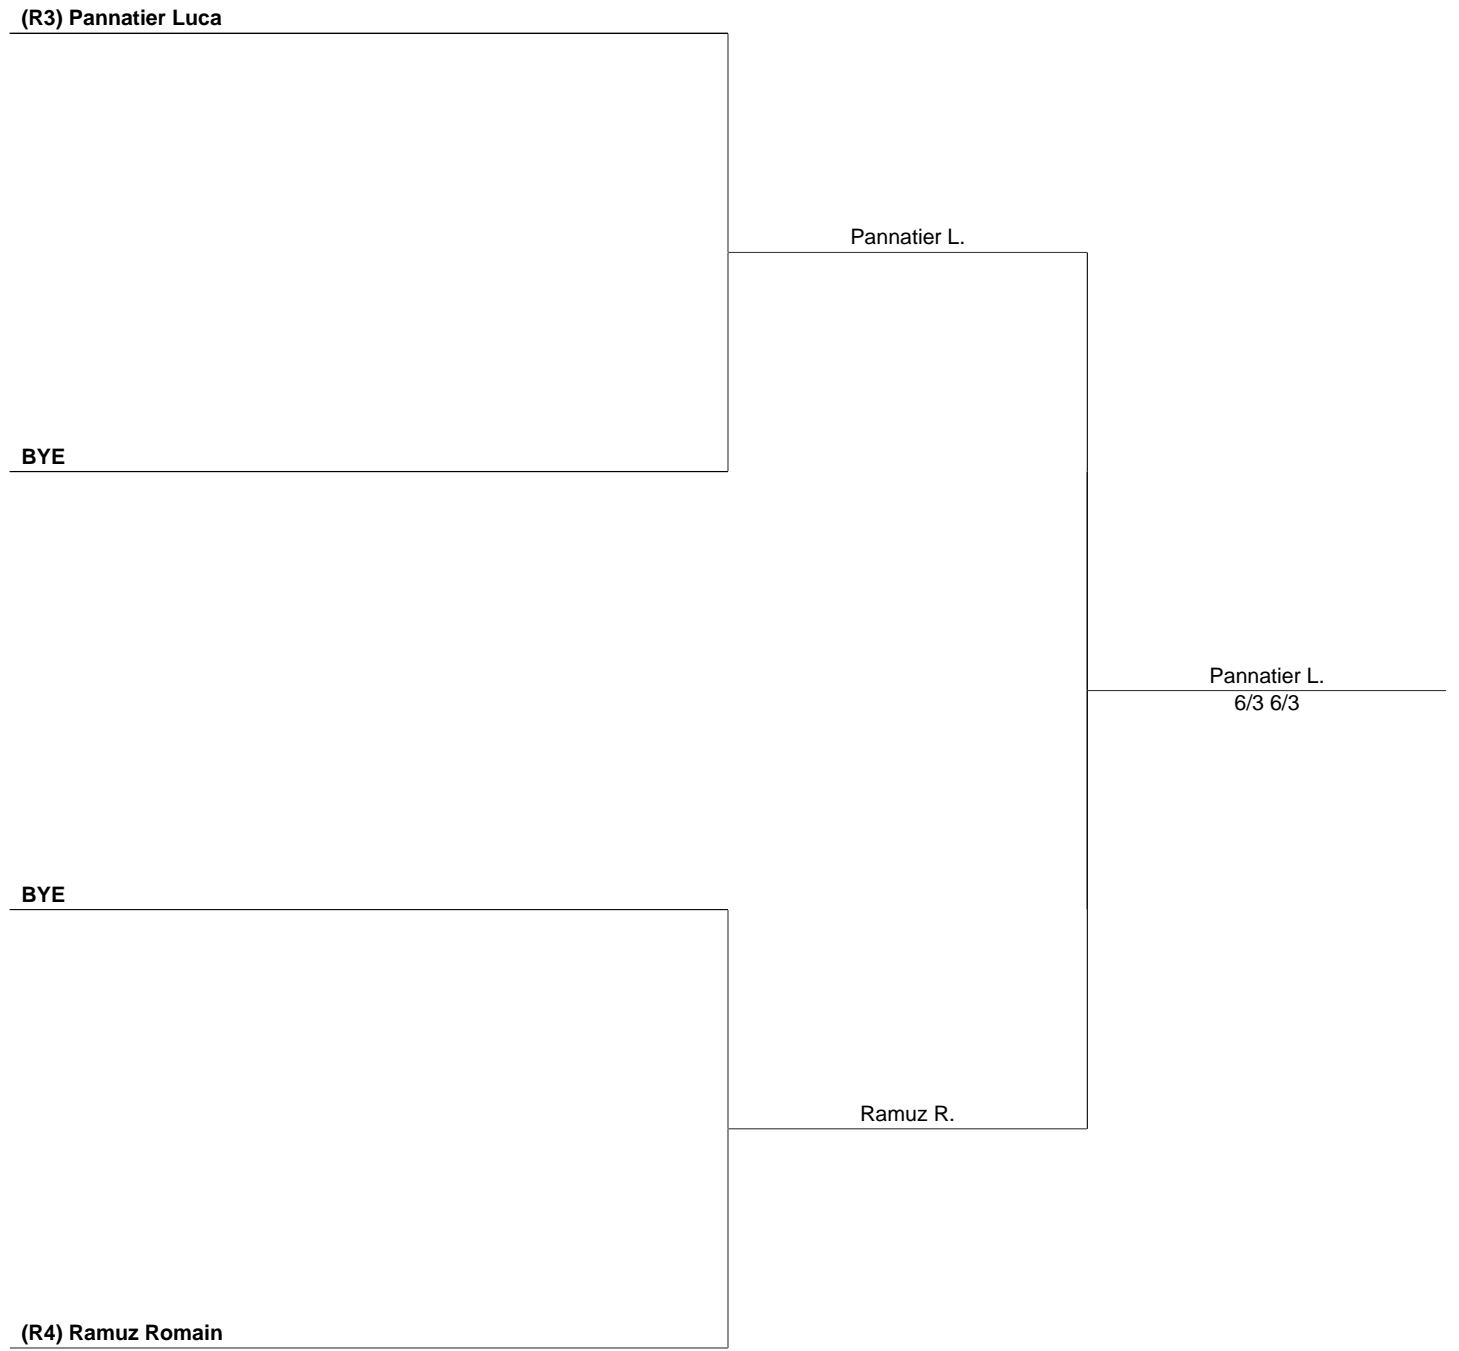 (R3) Pannatier Luca
Pannatier L.
BYE
Pannatier L.
6/3 6/3
BYE
Ramuz R.
(R4) Ramuz Romain